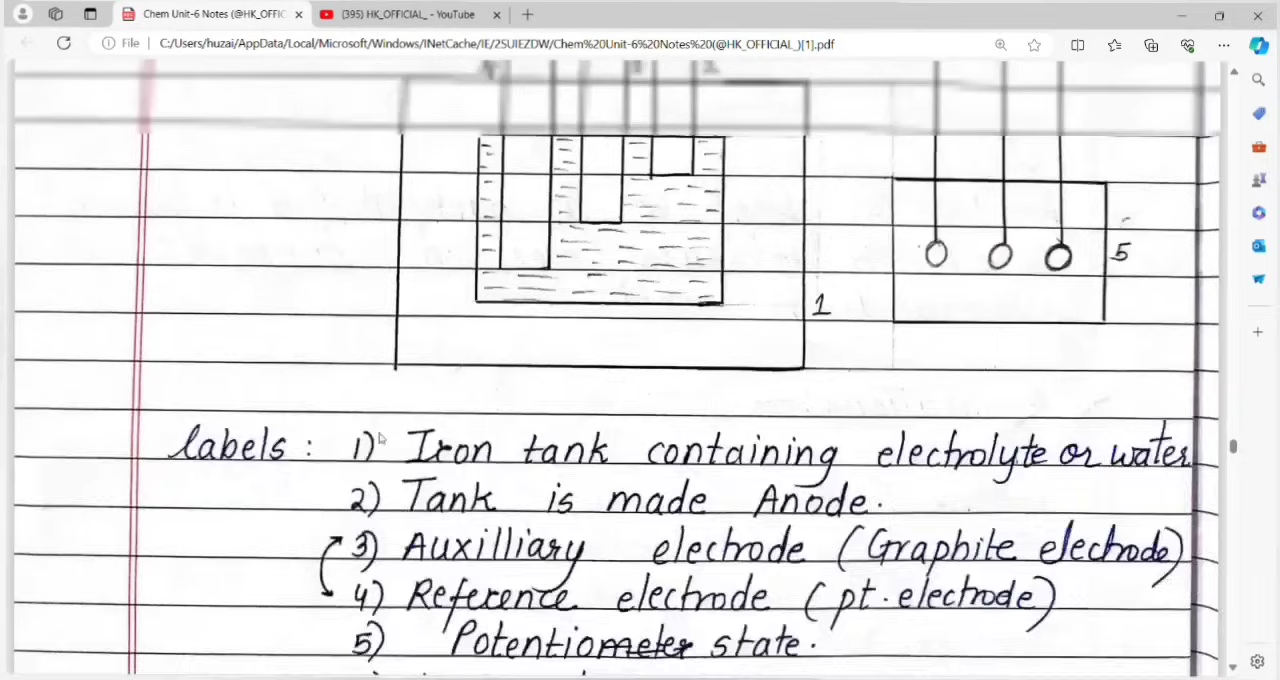 Chem Unit-6 Notes (@HK_OFFIC
(395) HK_OFFICIAL_ - YouTube
File
C:/Users/huzai/AppData/Local/Microsoft/Windows/INetCache/IE/2SUIEZDW/Chem%20Unit-6%20Notes%20(@HK_OFFICIAL_)[1].pdf
5
1
labels : 1) Iron tank containing electrolyte or water
2) Tank is made Anode.
3) Auxilliary electrode (Graphite electrode)
4) Reference electrode (pt. electrode)
5) Potentiometer state.